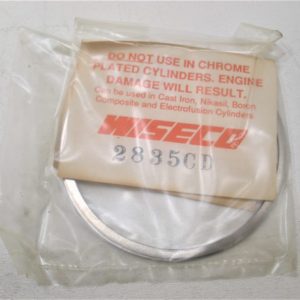 DO NOT USE IN CHROME
PLATED CYLINDERS. ENGINE
DAMAGE WILL RESULT.
Can be used in Cast Iron, Nikasil, Boron
Composite and Electrofusion Cylinders
WISECO
2835CD